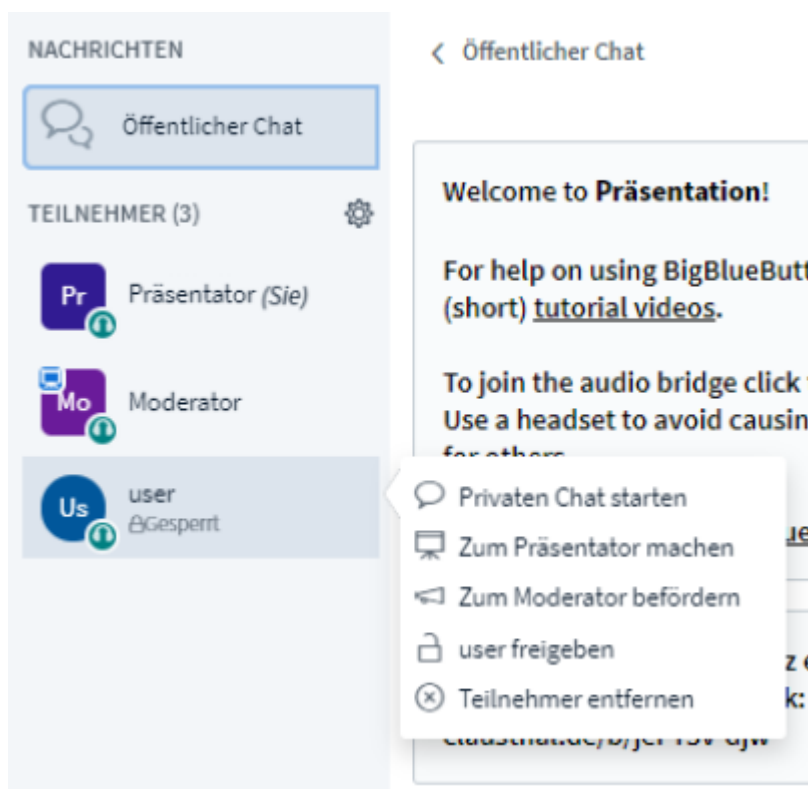 NACHRICHTEN
Öffentlicher Chat
TEILNEHMER (3)
Pr
Präsentator (Sie)
Mo
Moderator
Us
user
Gesperrt
Öffentlicher Chat
Welcome to Präsentation!
For help on using BigBlueButt
(short) tutorial videos.
To join the audio bridge click
Use a headset to avoid causin
for others
Privaten Chat starten
Zum Präsentator machen
Zum Moderator befördern
user freigeben
Teilnehmer entfernen
k: